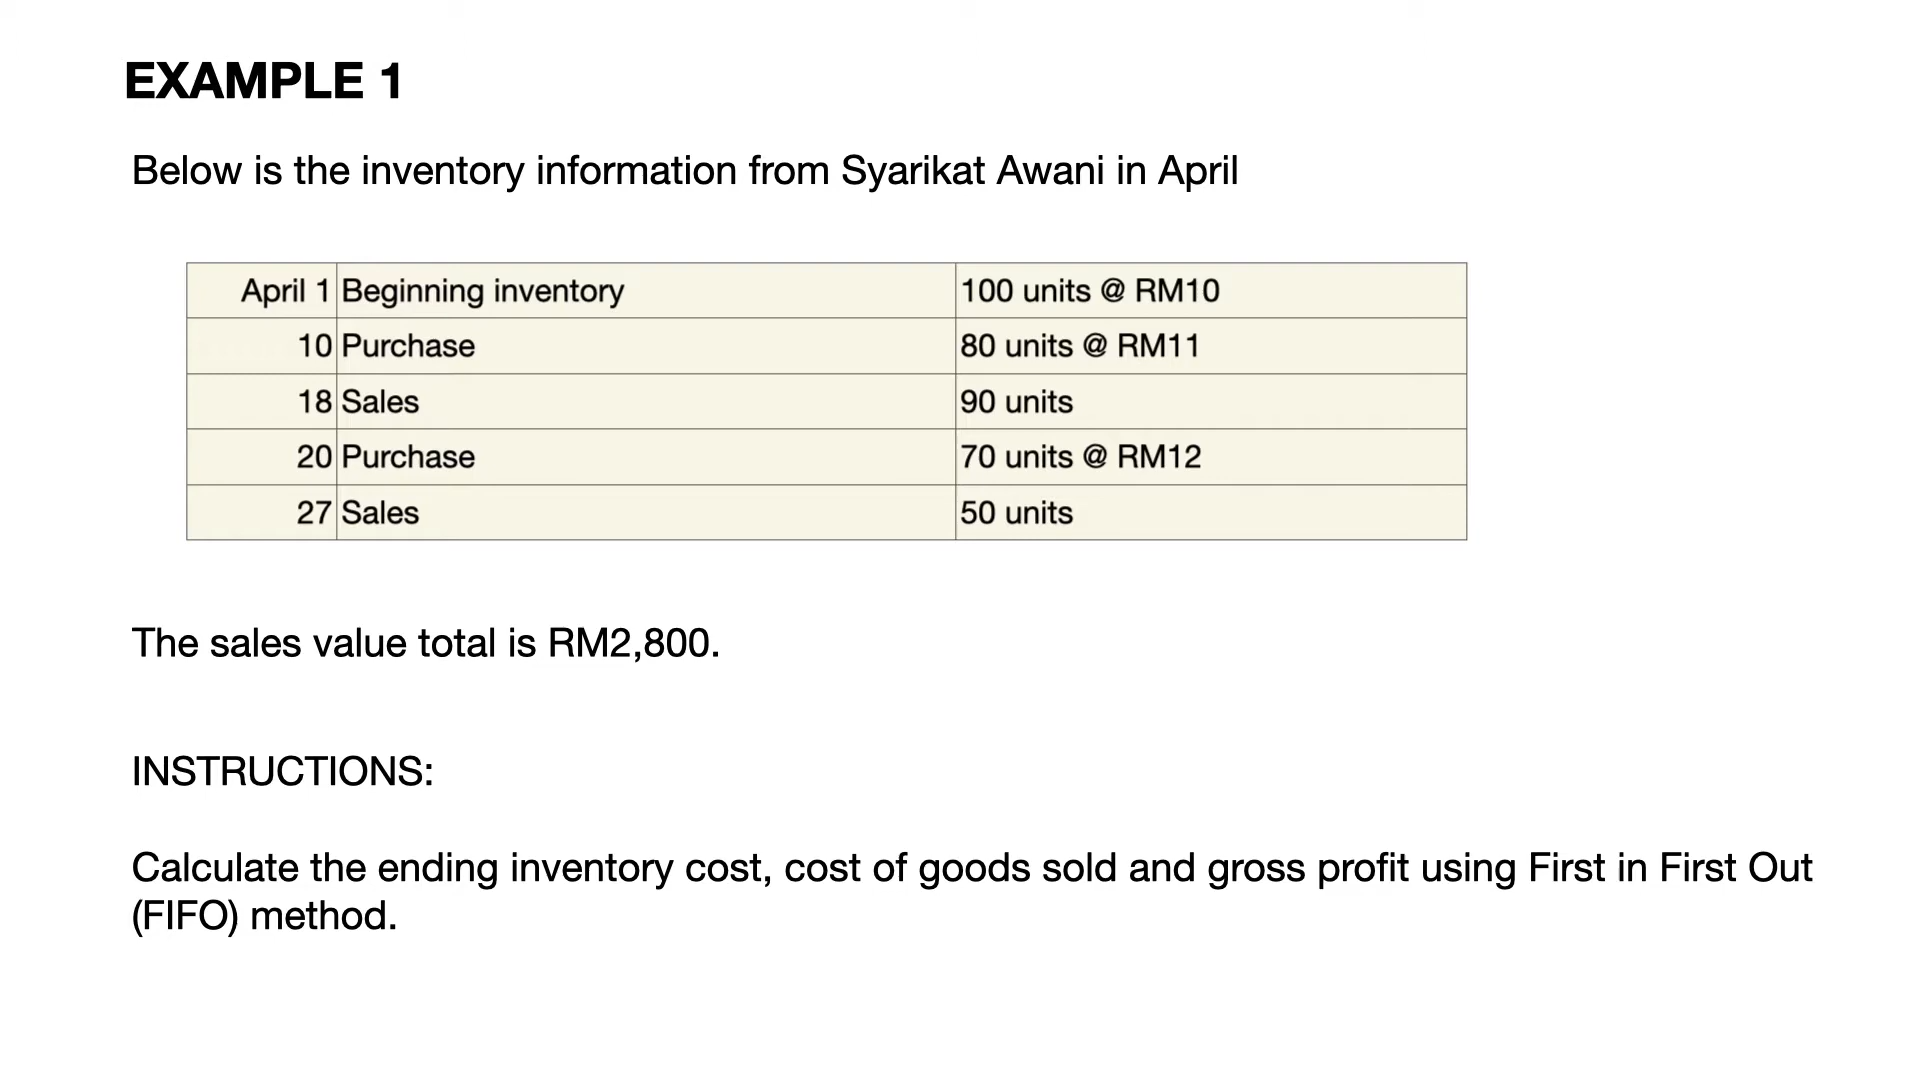 EXAMPLE 1
Below is the inventory information from Syarikat Awani in April
April 1 Beginning inventory 100 units @ RM10
10 Purchase 80 units @ RM11
18 Sales 90 units
20 Purchase 70 units @ RM12
27 Sales 50 units
The sales value total is RM2,800.
INSTRUCTIONS:
Calculate the ending inventory cost, cost of goods sold and gross profit using First in First Out
(FIFO) method.